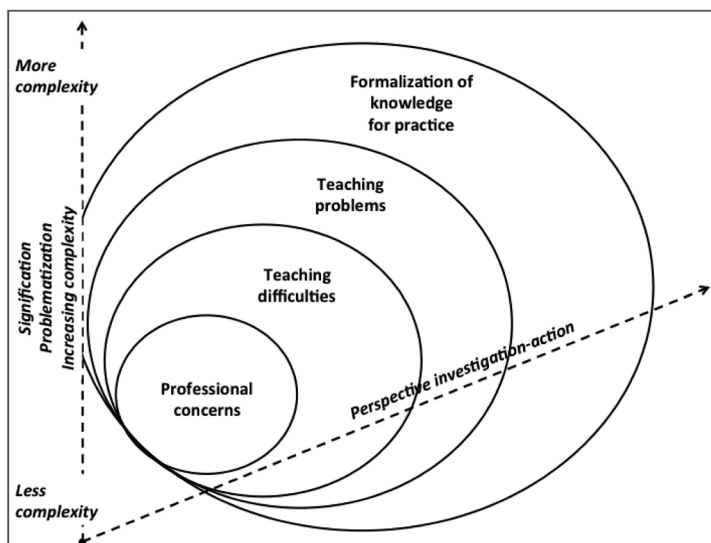 More
complexity
Formalization of
knowledge
for practice
Teaching
problems
Signification
Problematization
Increasing complexity
Teaching
difficulties
Perspective investigation-action
Professional
concerns
Less
complexity